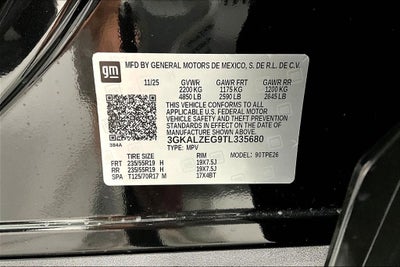 gm
MFD BY GENERAL MOTORS DE MEXICO, S. DE R.L. DE C.V.
11/25 GVWR GAWR FRT GAWR RR
2200 KG 1175 KG 1200 KG
4850 LB 2590 LB 2645 LB
THIS VEHICLE CONFORMS TO ALL
APPLICABLE U.S. FEDERAL MOTOR
VEHICLE SAFETY AND THEFT PREVENTION
STANDARDS IN EFFECT ON THE DATE OF
MANUFACTURE SHOWN ABOVE.
3GKALZEG9TL335680
384A TYPE: MPV
MODEL: 90TPE26
TIRE SIZE RIM
FRT 235/55R19 H 19X7.5J
RR 235/55R19 H 19X7.5J
SPA T125/70R17 M 17X4BT